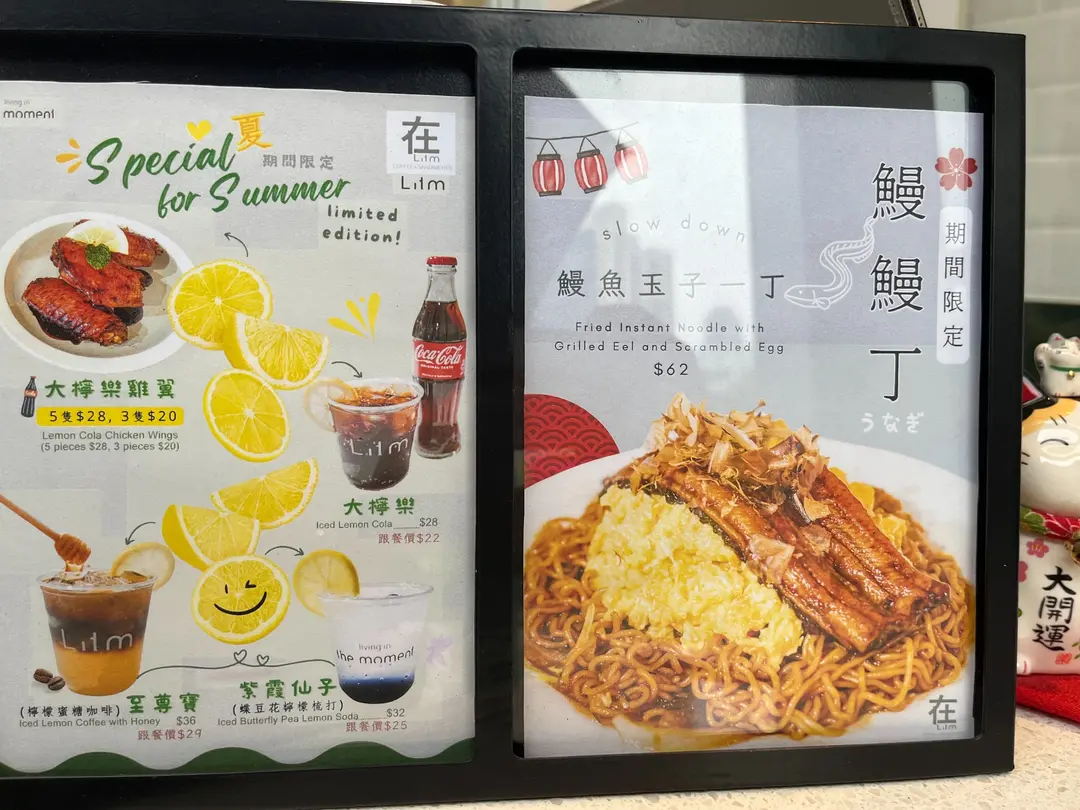 living in
moment
Special
夏
期間限定
for Summer
limited
edition!
在
Litm
Litm
大檸樂雞翼
5隻$28, 3隻$20
Lemon Cola Chicken Wings
(5 pieces $28, 3 pieces $20)
Coca-Cola
ORIGINAL TASTE
Litm
大檸樂
Iced Lemon Cola____$28
跟餐價$22
Litm
living in
the moment
至尊寶
(檸檬蜜糖咖啡)
Iced Lemon Coffee with Honey $36
跟餐價$29
紫霞仙子
(蝶豆花檸檬梳打)
Iced Butterfly Pea Lemon Soda____$32
跟餐價$25
slow down
鰻魚玉子一丁
Fried Instant Noodle with
Grilled Eel and Scrambled Egg
$62
鰻鰻丁
うなぎ
期間限定
在
Litm
大開運